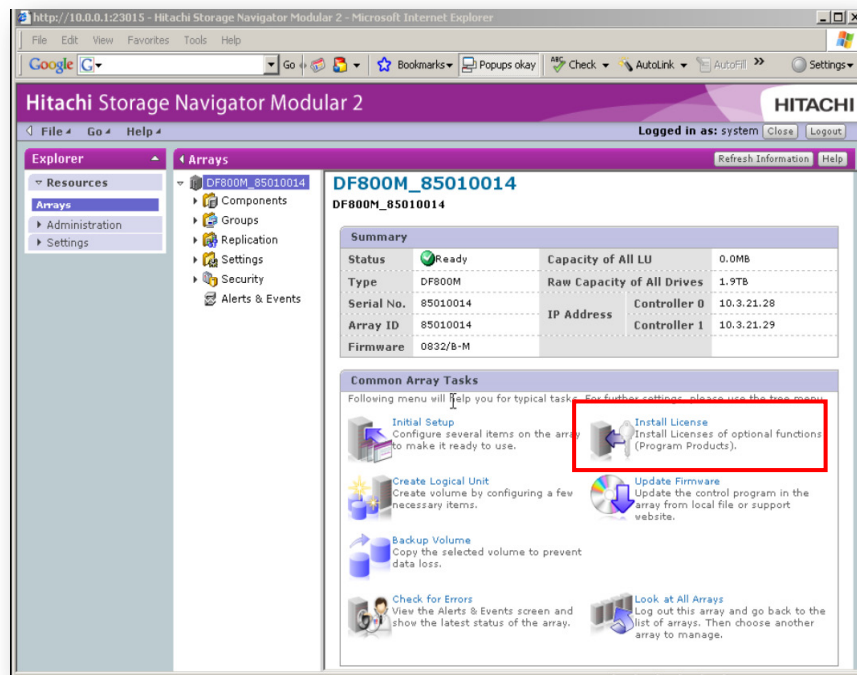 http://10.0.0.1:23015 - Hitachi Storage Navigator Modular 2 - Microsoft Internet Explorer
File Edit View Favorites Tools Help
Google G Go Bookmarks Popups okay ABC Check AutoLink AutoFill Settings
Hitachi Storage Navigator Modular 2
HITACHI
File Go Help Logged in as: system Close Logout
Explorer
Resources
Arrays
Administration
Settings
Arrays Refresh Information Help
DF800M_85010014
Components
Groups
Replication
Settings
Security
Alerts & Events
DF800M_85010014
DF800M_85010014
Summary
Status Ready Capacity of All LU 0.0MB
Type DF800M Raw Capacity of All Drives 1.9TB
Serial No. 85010014 IP Address Controller 0 10.3.21.28
Array ID 85010014 Controller 1 10.3.21.29
Firmware 0832/B-M
Common Array Tasks
Following menu will help you for typical tasks. For further settings, please use the tree menu.
Initial Setup
Configure several items on the array
to make it ready to use.
Install License
Install Licenses of optional functions
(Program Products).
Create Logical Unit
Create volume by configuring a few
necessary items.
Update Firmware
Update the control program in the
array from local file or support
website.
Backup Volume
Copy the selected volume to prevent
data loss.
Check for Errors
View the Alerts & Events screen and
show the latest status of the array.
Look at All Arrays
Log out this array and go back to the
list of arrays. Then choose another
array to manage.